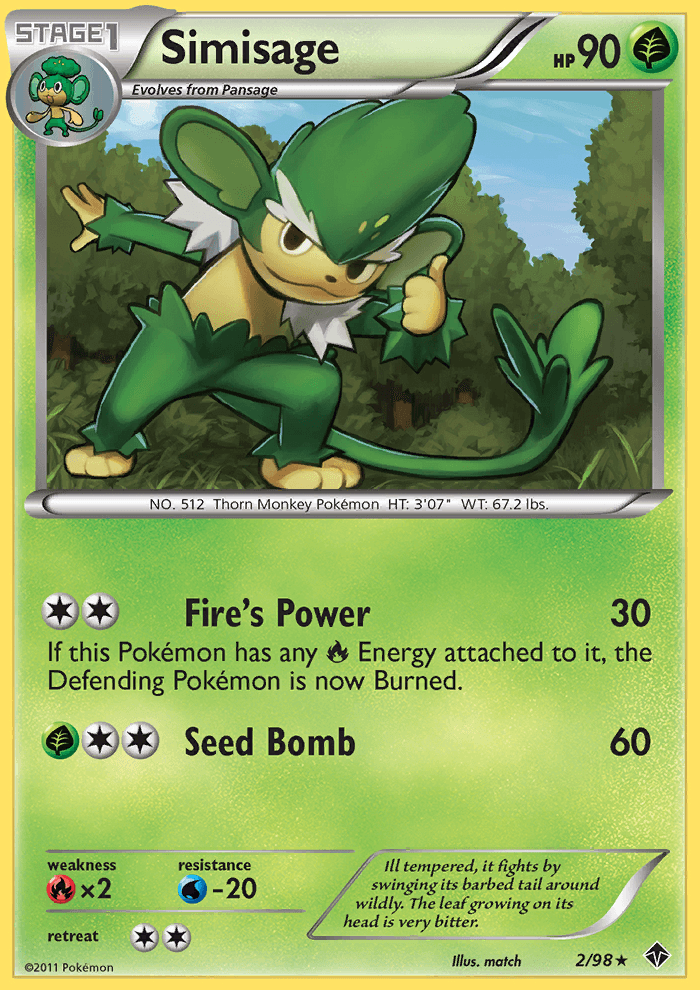 STAGE1
Simisage
HP 90
Evolves from Pansage
NO. 512 Thorn Monkey Pokémon HT: 3'07" WT: 67.2 lbs.
Fire's Power 30
If this Pokémon has any Energy attached to it, the
Defending Pokémon is now Burned.
Seed Bomb 60
weakness resistance
×2 -20
retreat
Ill tempered, it fights by
swinging its barbed tail around
wildly. The leaf growing on its
head is very bitter.
©2011 Pokémon Illus. match 2/98★